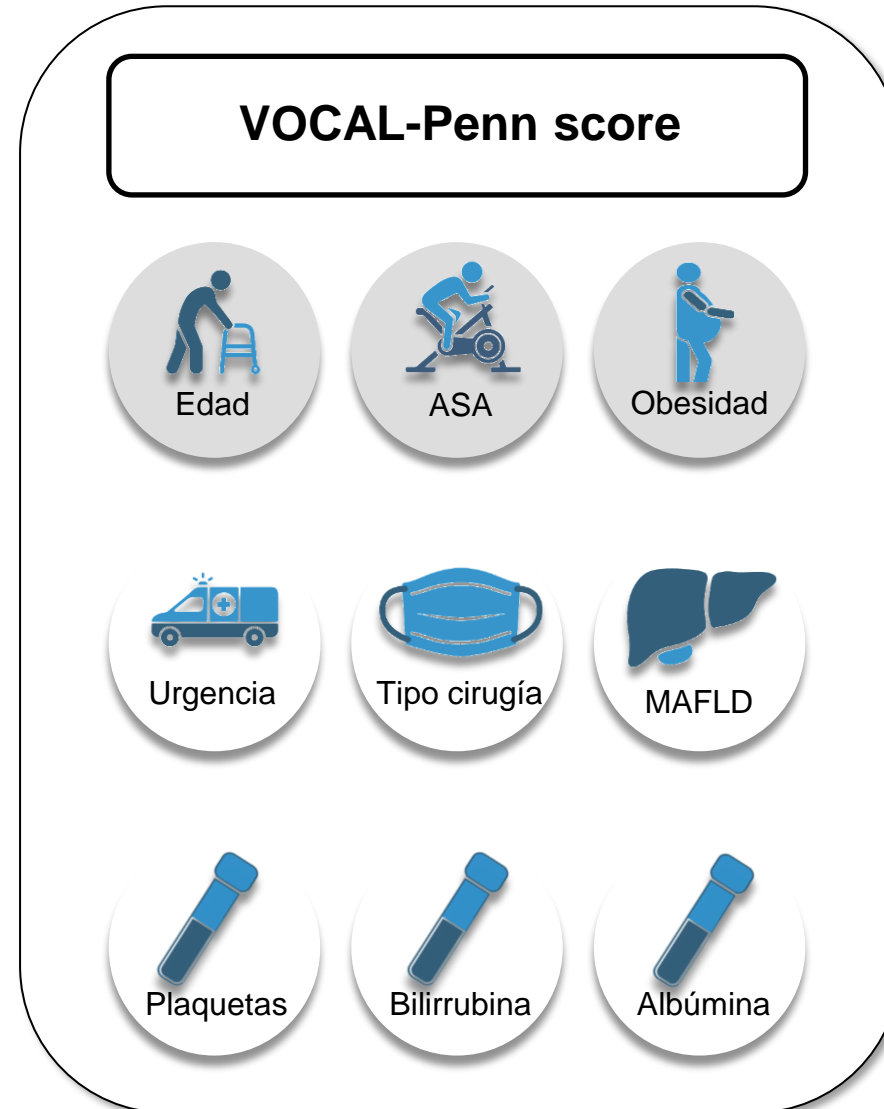 VOCAL-Penn score
Edad
ASA
Obesidad
Urgencia
Tipo cirugía
MAFLD
Plaquetas
Bilirrubina
Albúmina